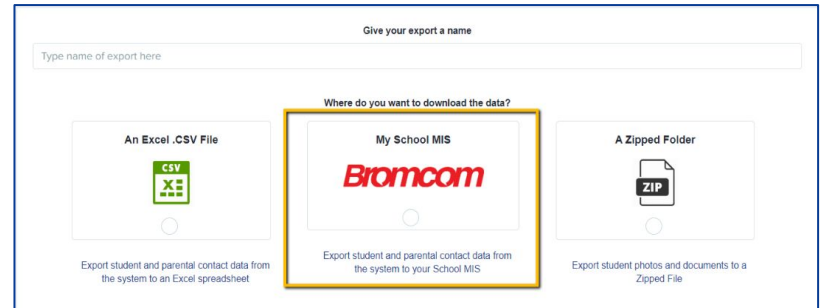 Give your export a name
Type name of export here
Where do you want to download the data?
An Excel .CSV File
CSV
X
Export student and parental contact data from
the system to an Excel spreadsheet
My School MIS
Bromcom
Export student and parental contact data from
the system to your School MIS
A Zipped Folder
ZIP
Export student photos and documents to a
Zipped File